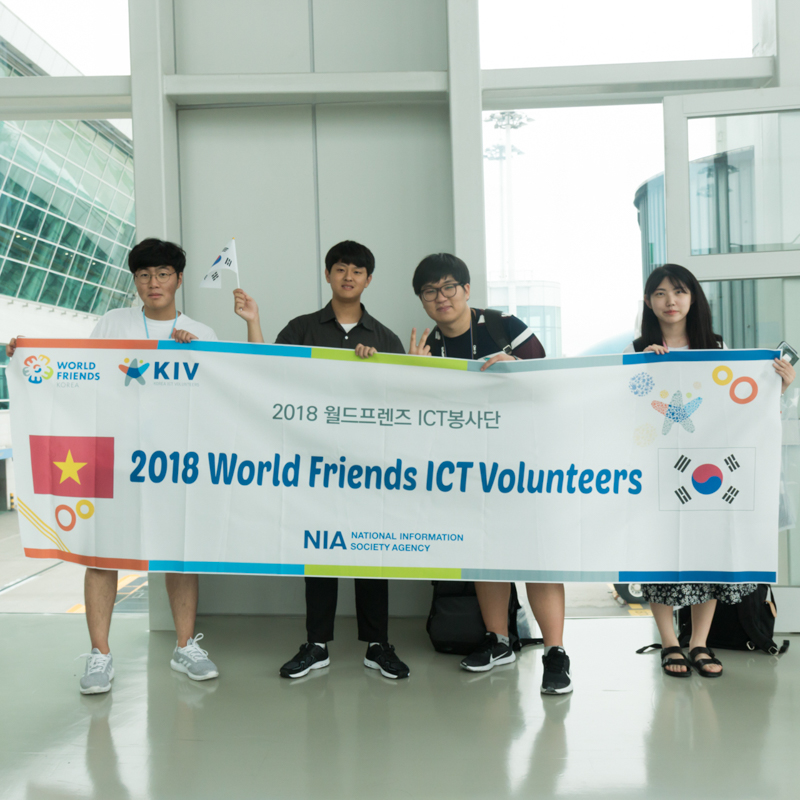 WORLD
FRIENDS
KOREA
KIV
2018 월드프렌즈 ICT봉사단
2018 World Friends ICT Volunteers
NIA NATIONAL INFORMATION
SOCIETY AGENCY